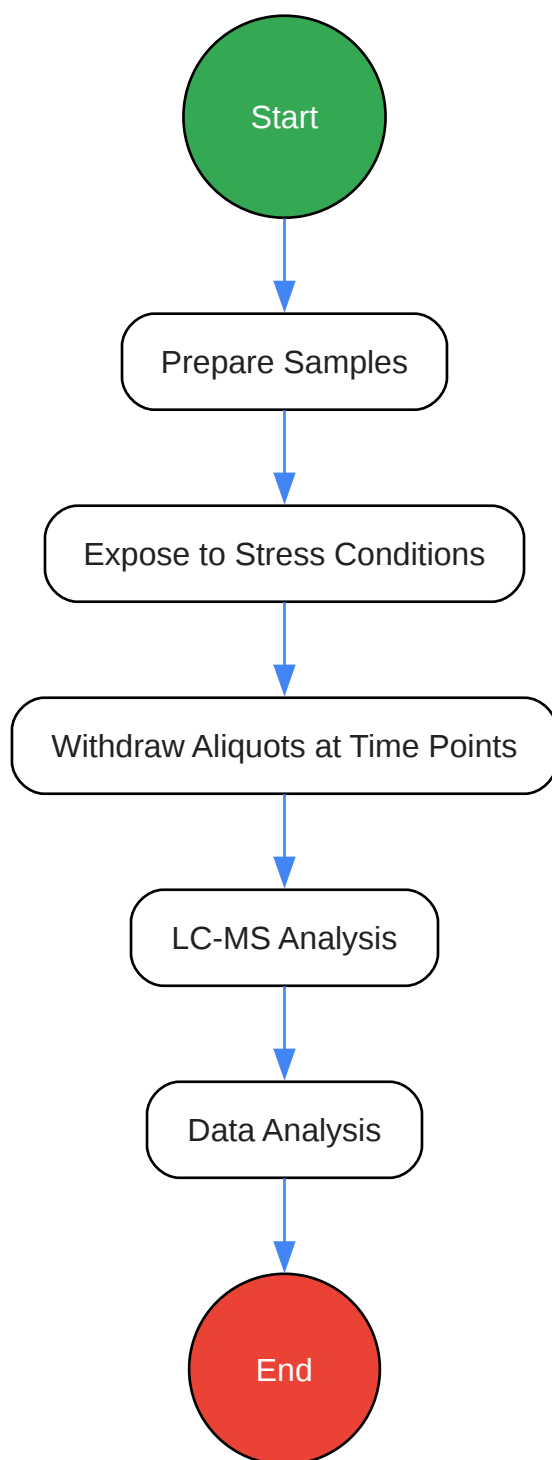 Start
Prepare Samples
Expose to Stress Conditions
Withdraw Aliquots at Time Points
LC-MS Analysis
Data Analysis
End